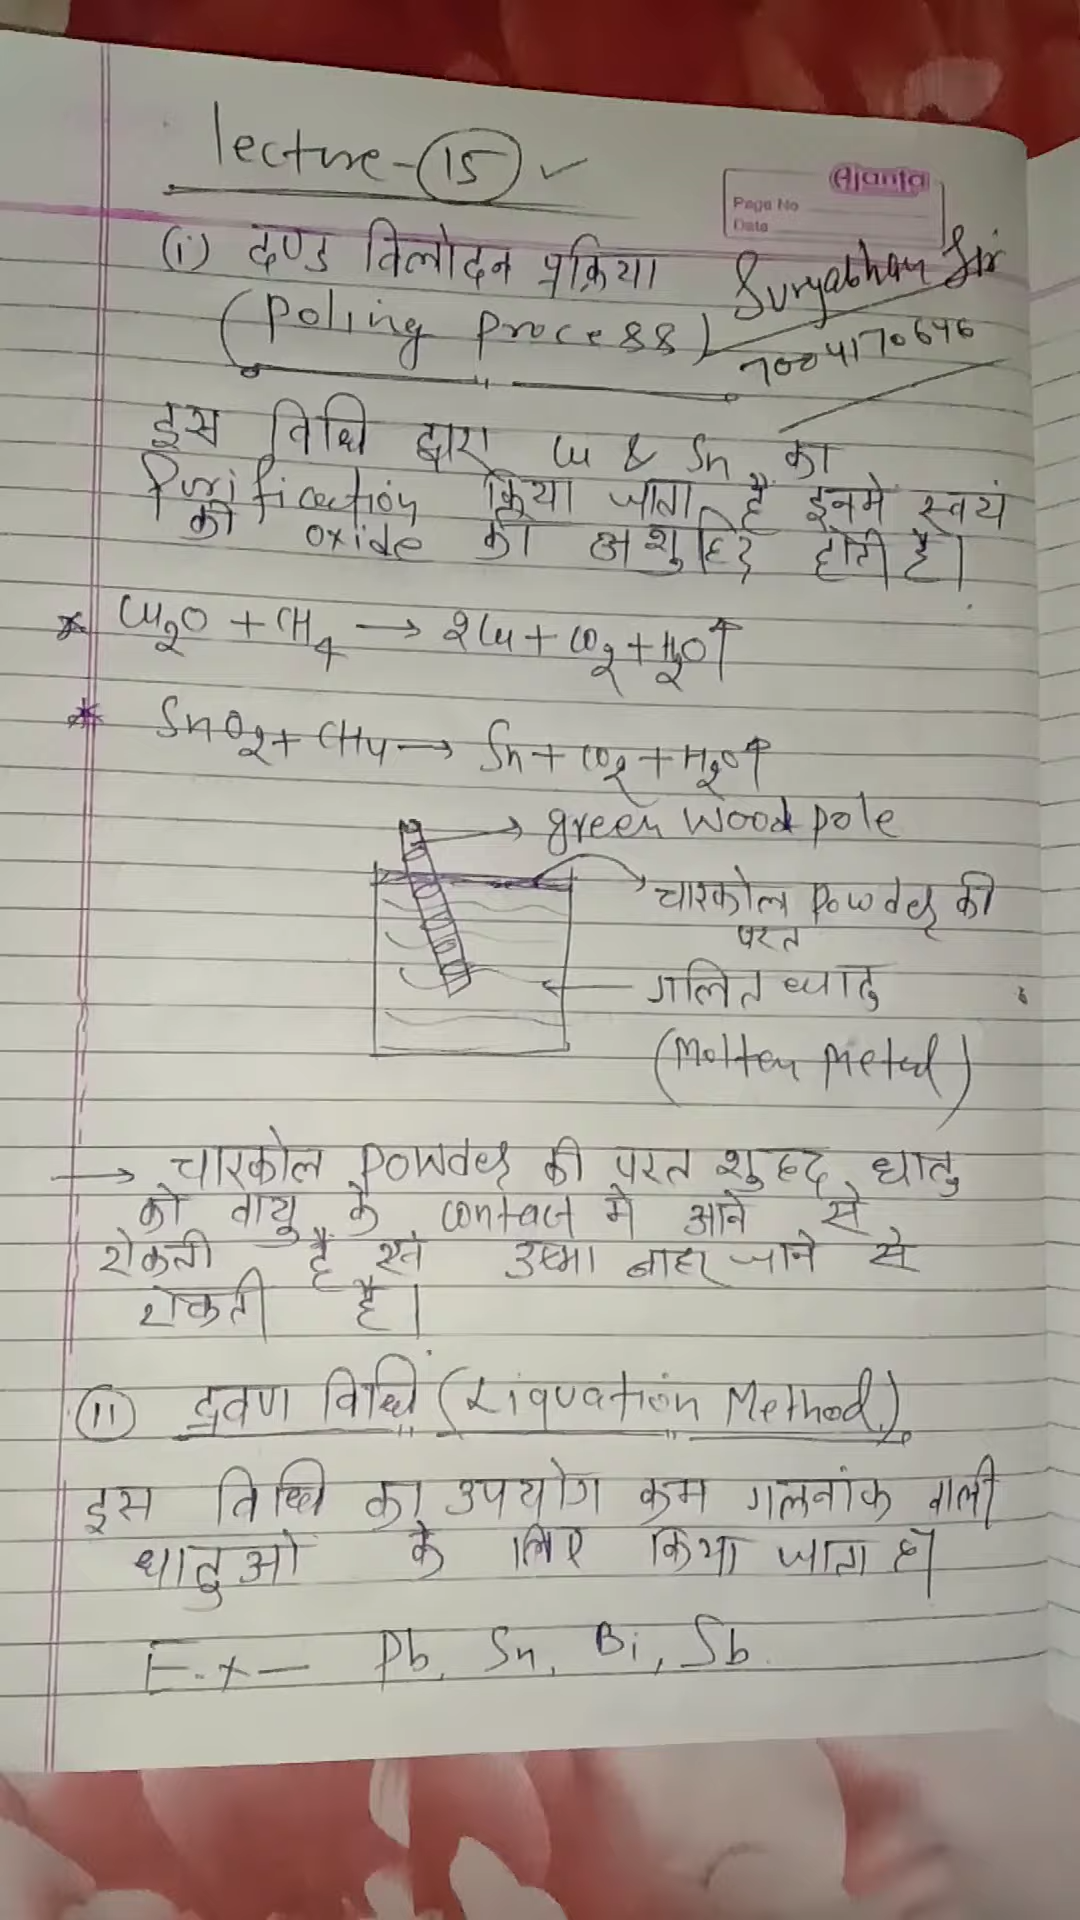 lecture - 15
Ajanta
Page No
Date
(i) दण्ड विलोदन प्रक्रिया
Suryabhan Sir
(Poling Process)
7004170646
इस विधि द्वारा Cu & Sn का
Purification किया जाता है इनमे स्वयं
की oxide की अशुद्दि होती है।
* Cu₂O + CH₄ → 2Cu + CO₂ + H₂O↑
* SnO₂ + CH₄ → Sn + CO₂ + H₂O↑
green wood pole
चारकोल Powder की
परत
गलित धातु
(Molten Metal)
→ चारकोल Powder की परत शुद्द धातु
को वायु के contact मे आने से
रोकती है एवं उष्मा बाहर जाने से
रोकती है।
(ii) द्रवण विधि (Liquation Method)
इस विधि का उपयोग कम गलनांक वाली
धातुओ के लिए किया जाता है।
Ex- Pb, Sn, Bi, Sb